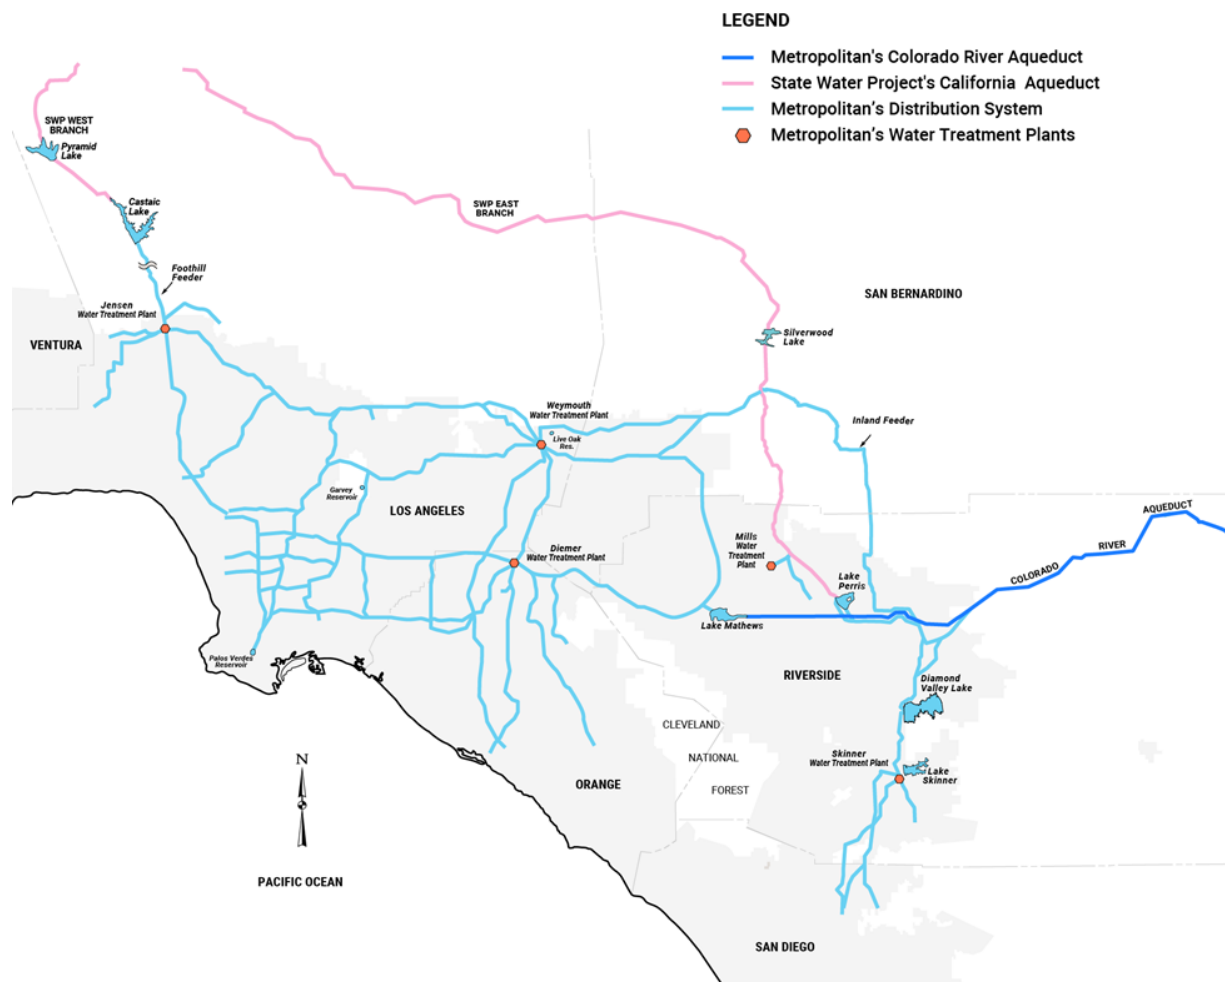 LEGEND
Metropolitan's Colorado River Aqueduct
State Water Project's California Aqueduct
Metropolitan's Distribution System
Metropolitan's Water Treatment Plants
SWP WEST
BRANCH
Pyramid
Lake
Castaic
Lake
SWP EAST
BRANCH
Foothill
Feeder
SAN BERNARDINO
Jensen
Water Treatment Plant
Silverwood
Lake
VENTURA
Weymouth
Water Treatment Plant
Live Oak
Res.
Inland Feeder
Garvey
Reservoir
LOS ANGELES
AQUEDUCT
RIVER
COLORADO
Mills
Water
Treatment
Plant
Diemer
Water Treatment Plant
Lake
Perris
Lake Mathews
Palos Verdes
Reservoir
RIVERSIDE
Diamond
Valley Lake
CLEVELAND
NATIONAL
FOREST
Skinner
Water Treatment Plant
Lake
Skinner
N
ORANGE
PACIFIC OCEAN
SAN DIEGO